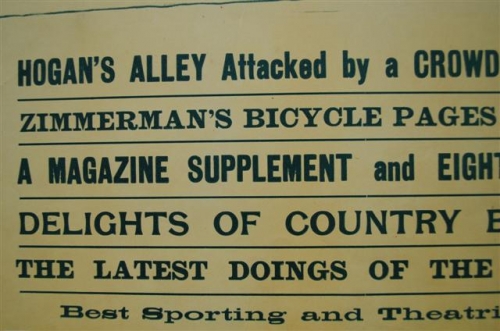 HOGAN'S ALLEY Attacked by a CROWD
ZIMMERMAN'S BICYCLE PAGES
A MAGAZINE SUPPLEMENT and EIGHT
DELIGHTS OF COUNTRY
THE LATEST DOINGS OF THE
Best Sporting and Theatri